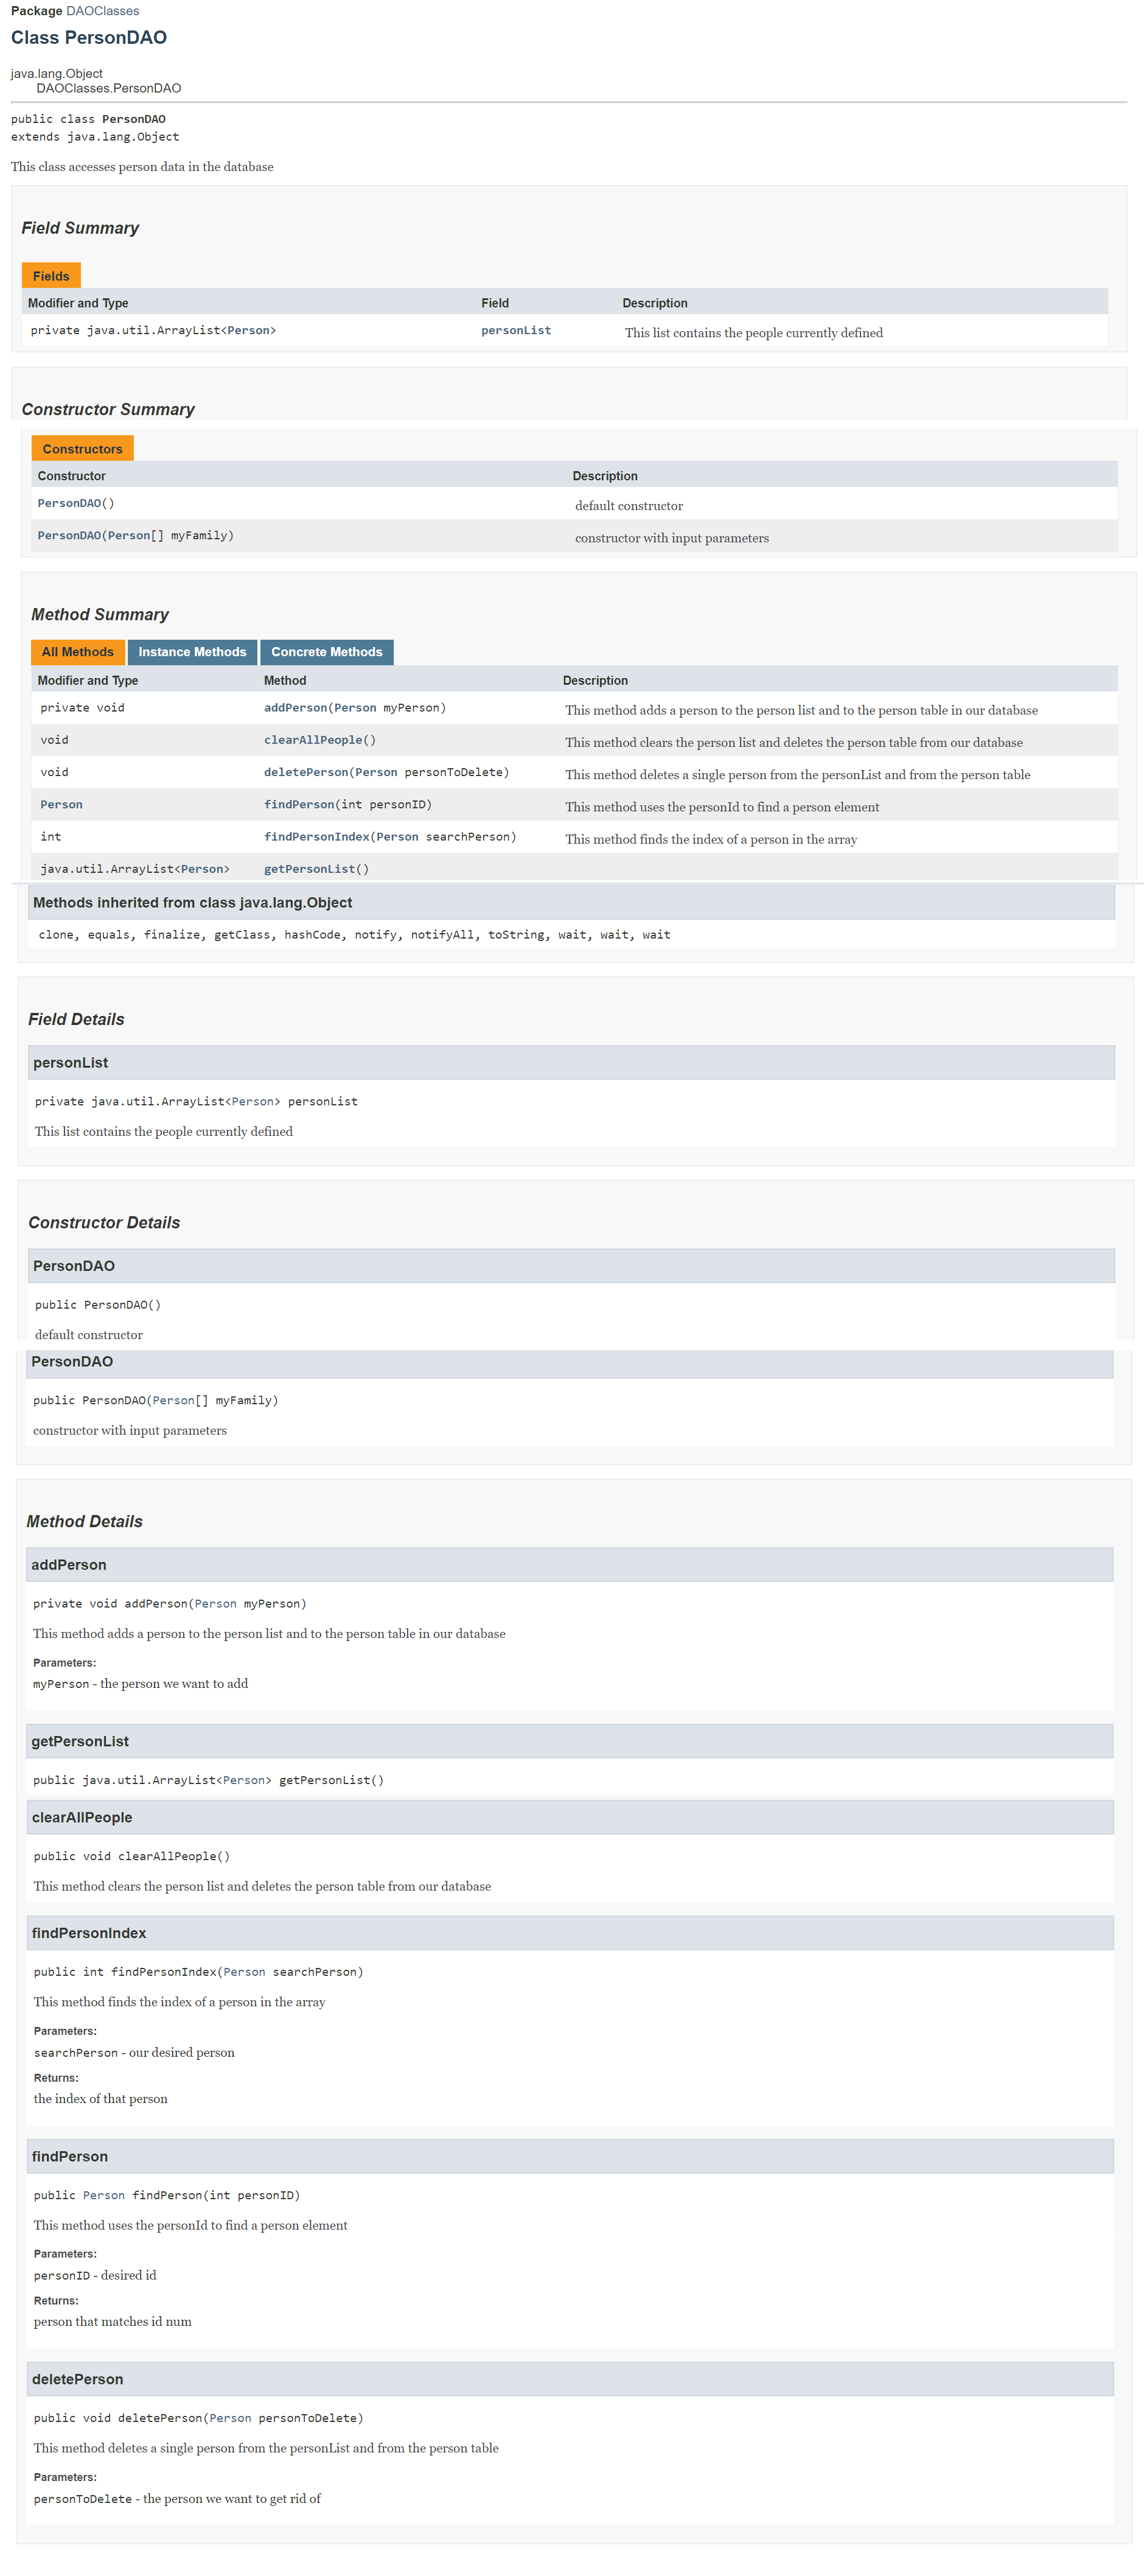 Package DAOClasses
Class PersonDAO
java.lang.Object
DAOClasses.PersonDAO
public class PersonDAO
extends java.lang.Object
This class accesses person data in the database
Field Summary
Fields
Modifier and Type Field Description
private java.util.ArrayList<Person> personList This list contains the people currently defined
Constructor Summary
Constructors
Constructor Description
PersonDAO() default constructor
PersonDAO(Person[] myFamily) constructor with input parameters
Method Summary
All Methods Instance Methods Concrete Methods
Modifier and Type Method Description
private void addPerson(Person myPerson) This method adds a person to the person list and to the person table in our database
void clearAllPeople() This method clears the person list and deletes the person table from our database
void deletePerson(Person personToDelete) This method deletes a single person from the personList and from the person table
Person findPerson(int personID) This method uses the personId to find a person element
int findPersonIndex(Person searchPerson) This method finds the index of a person in the array
java.util.ArrayList<Person> getPersonList()
Methods inherited from class java.lang.Object
clone, equals, finalize, getClass, hashCode, notify, notifyAll, toString, wait, wait, wait
Field Details
personList
private java.util.ArrayList<Person> personList
This list contains the people currently defined
Constructor Details
PersonDAO
public PersonDAO()
default constructor
PersonDAO
public PersonDAO(Person[] myFamily)
constructor with input parameters
Method Details
addPerson
private void addPerson(Person myPerson)
This method adds a person to the person list and to the person table in our database
Parameters:
myPerson - the person we want to add
getPersonList
public java.util.ArrayList<Person> getPersonList()
clearAllPeople
public void clearAllPeople()
This method clears the person list and deletes the person table from our database
findPersonIndex
public int findPersonIndex(Person searchPerson)
This method finds the index of a person in the array
Parameters:
searchPerson - our desired person
Returns:
the index of that person
findPerson
public Person findPerson(int personID)
This method uses the personId to find a person element
Parameters:
personID - desired id
Returns:
person that matches id num
deletePerson
public void deletePerson(Person personToDelete)
This method deletes a single person from the personList and from the person table
Parameters:
personToDelete - the person we want to get rid of